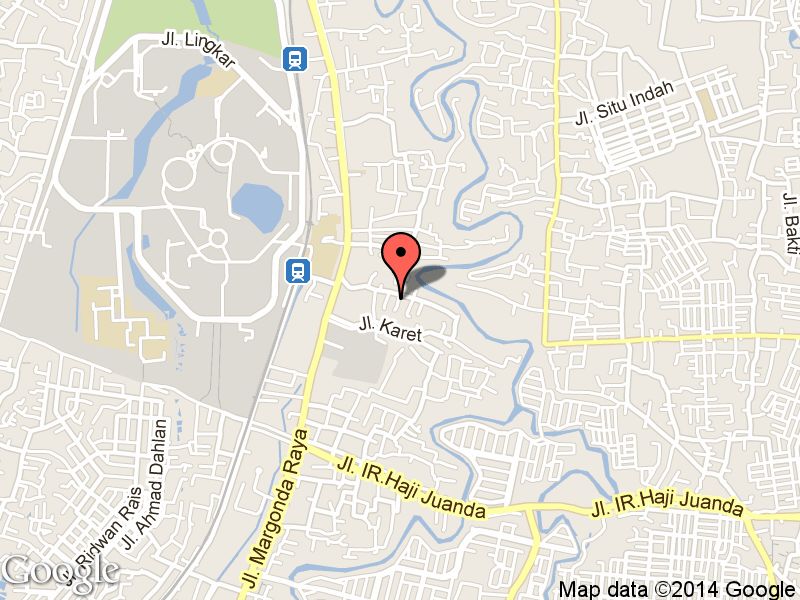 Jl. Lingkar
Jl. Situ Indah
Jl. Bakti
Jl. Karet
Jl. Margonda Raya
Jl. IR.Haji Juanda
Jl. IR.Haji Juanda
Jl. Ahmad Dahlan
Jl. Ridwan Rais
Google
Map data ©2014 Google